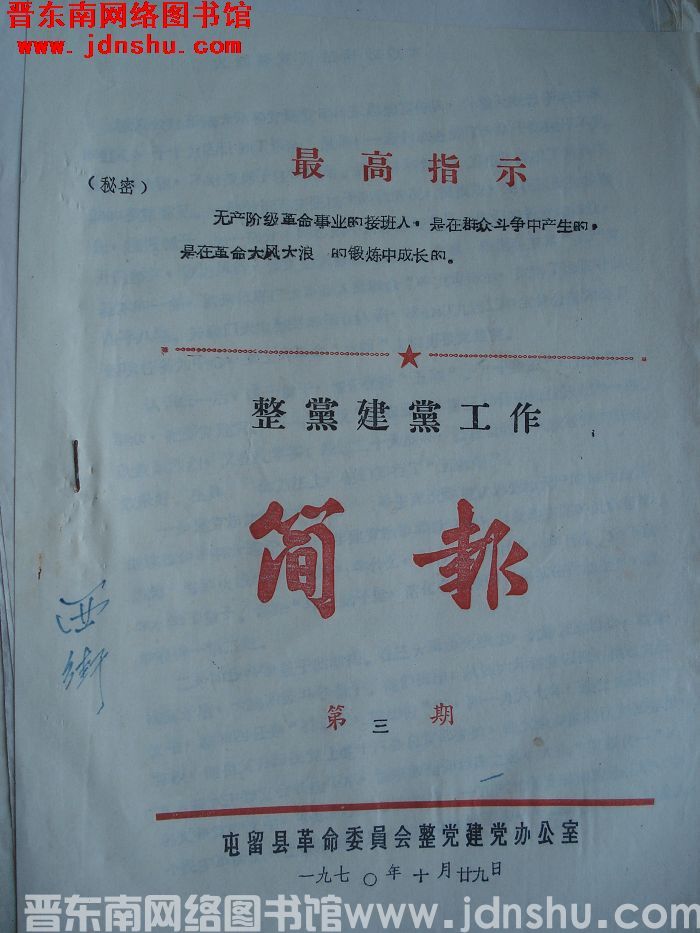 晋东南网络图书馆
www.jdnshu.com
最高指示
（秘密）
无产阶级革命事业的接班人，是在群众斗争中产生的，
是在革命大风大浪 的锻炼中成长的。
整黨建黨工作
简報
西街
第三期
屯留县革命委員会整党建党办公室
一九七〇年十月廿九日
晋东南网络图书馆www.jdnshu.com